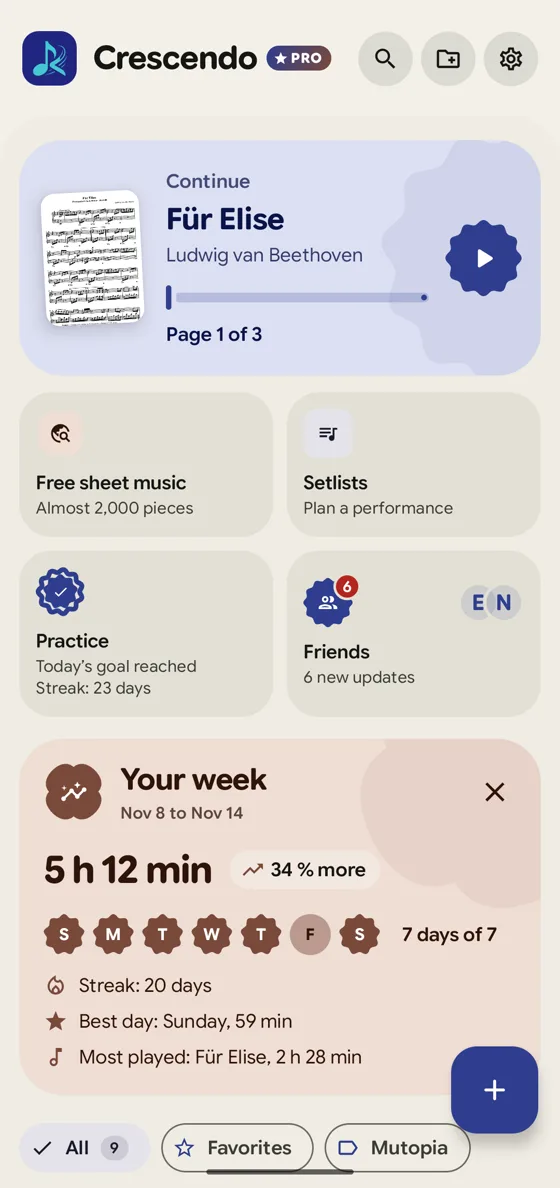 Crescendo
PRO
Continue
Für Elise
Ludwig van Beethoven
Page 1 of 3
Free sheet music
Almost 2,000 pieces
Setlists
Plan a performance
Practice
Today’s goal reached
Streak: 23 days
6
E N
Friends
6 new updates
Your week
Nov 8 to Nov 14
5 h 12 min
34 % more
S M T W T F S
7 days of 7
Streak: 20 days
Best day: Sunday, 59 min
Most played: Für Elise, 2 h 28 min
All 9
Favorites
Mutopia